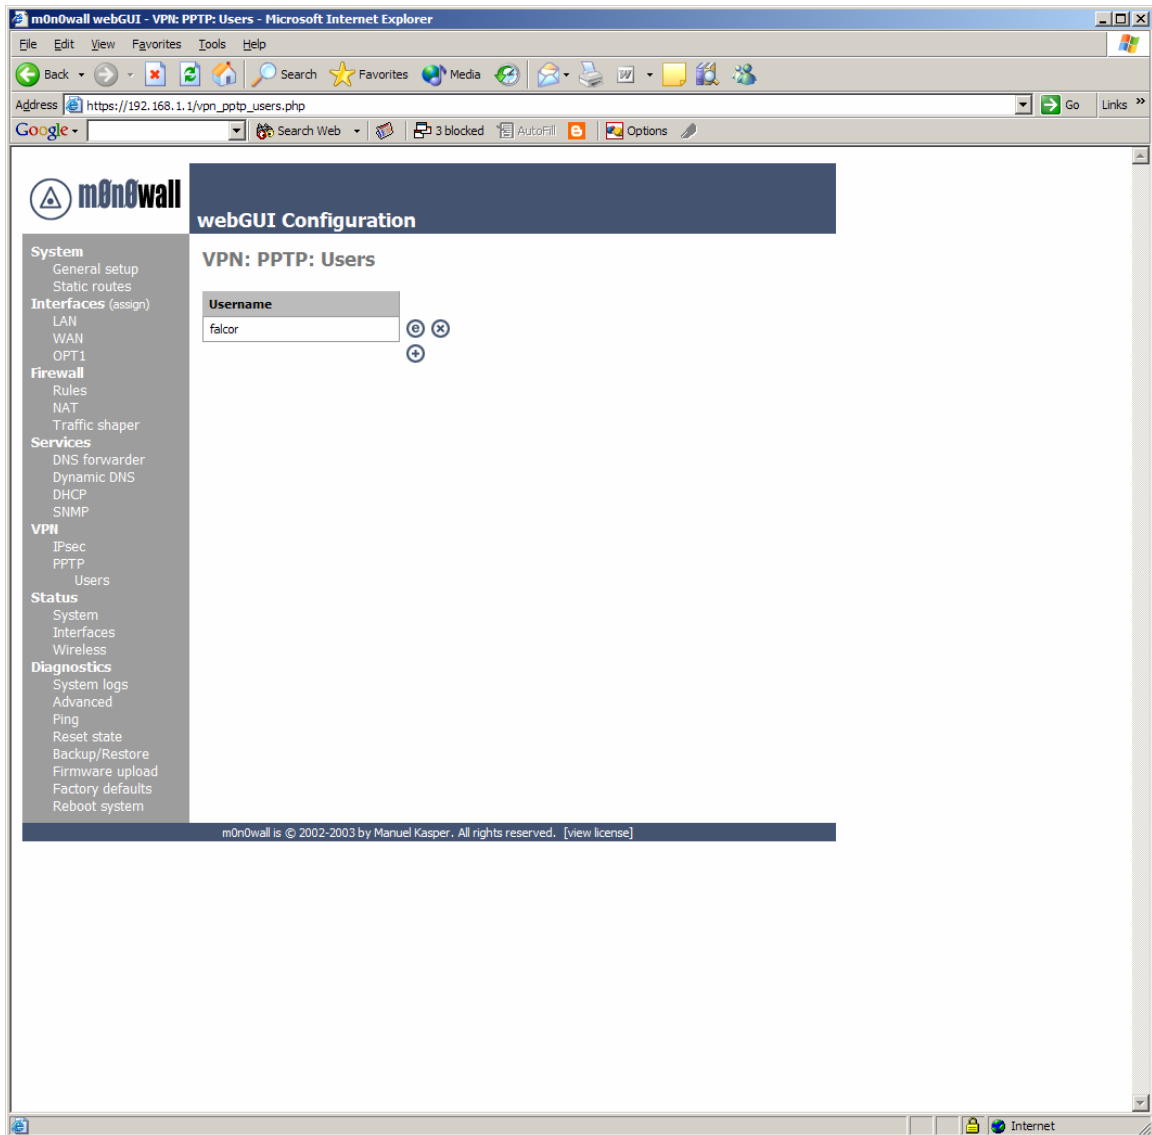 m0n0wall webGUI - VPN: PPTP: Users - Microsoft Internet Explorer
File Edit View Favorites Tools Help
Back Search Favorites Media
Address https://192.168.1.1/vpn_pptp_users.php Go Links »
Google Search Web 3 blocked AutoFill Options
m0n0wall
webGUI Configuration
System
General setup
Static routes
Interfaces (assign)
LAN
WAN
OPT1
Firewall
Rules
NAT
Traffic shaper
Services
DNS forwarder
Dynamic DNS
DHCP
SNMP
VPN
IPsec
PPTP
Users
Status
System
Interfaces
Wireless
Diagnostics
System logs
Advanced
Ping
Reset state
Backup/Restore
Firmware upload
Factory defaults
Reboot system
VPN: PPTP: Users
Username
falcor
m0n0wall is © 2002-2003 by Manuel Kasper. All rights reserved. [view license]
Internet